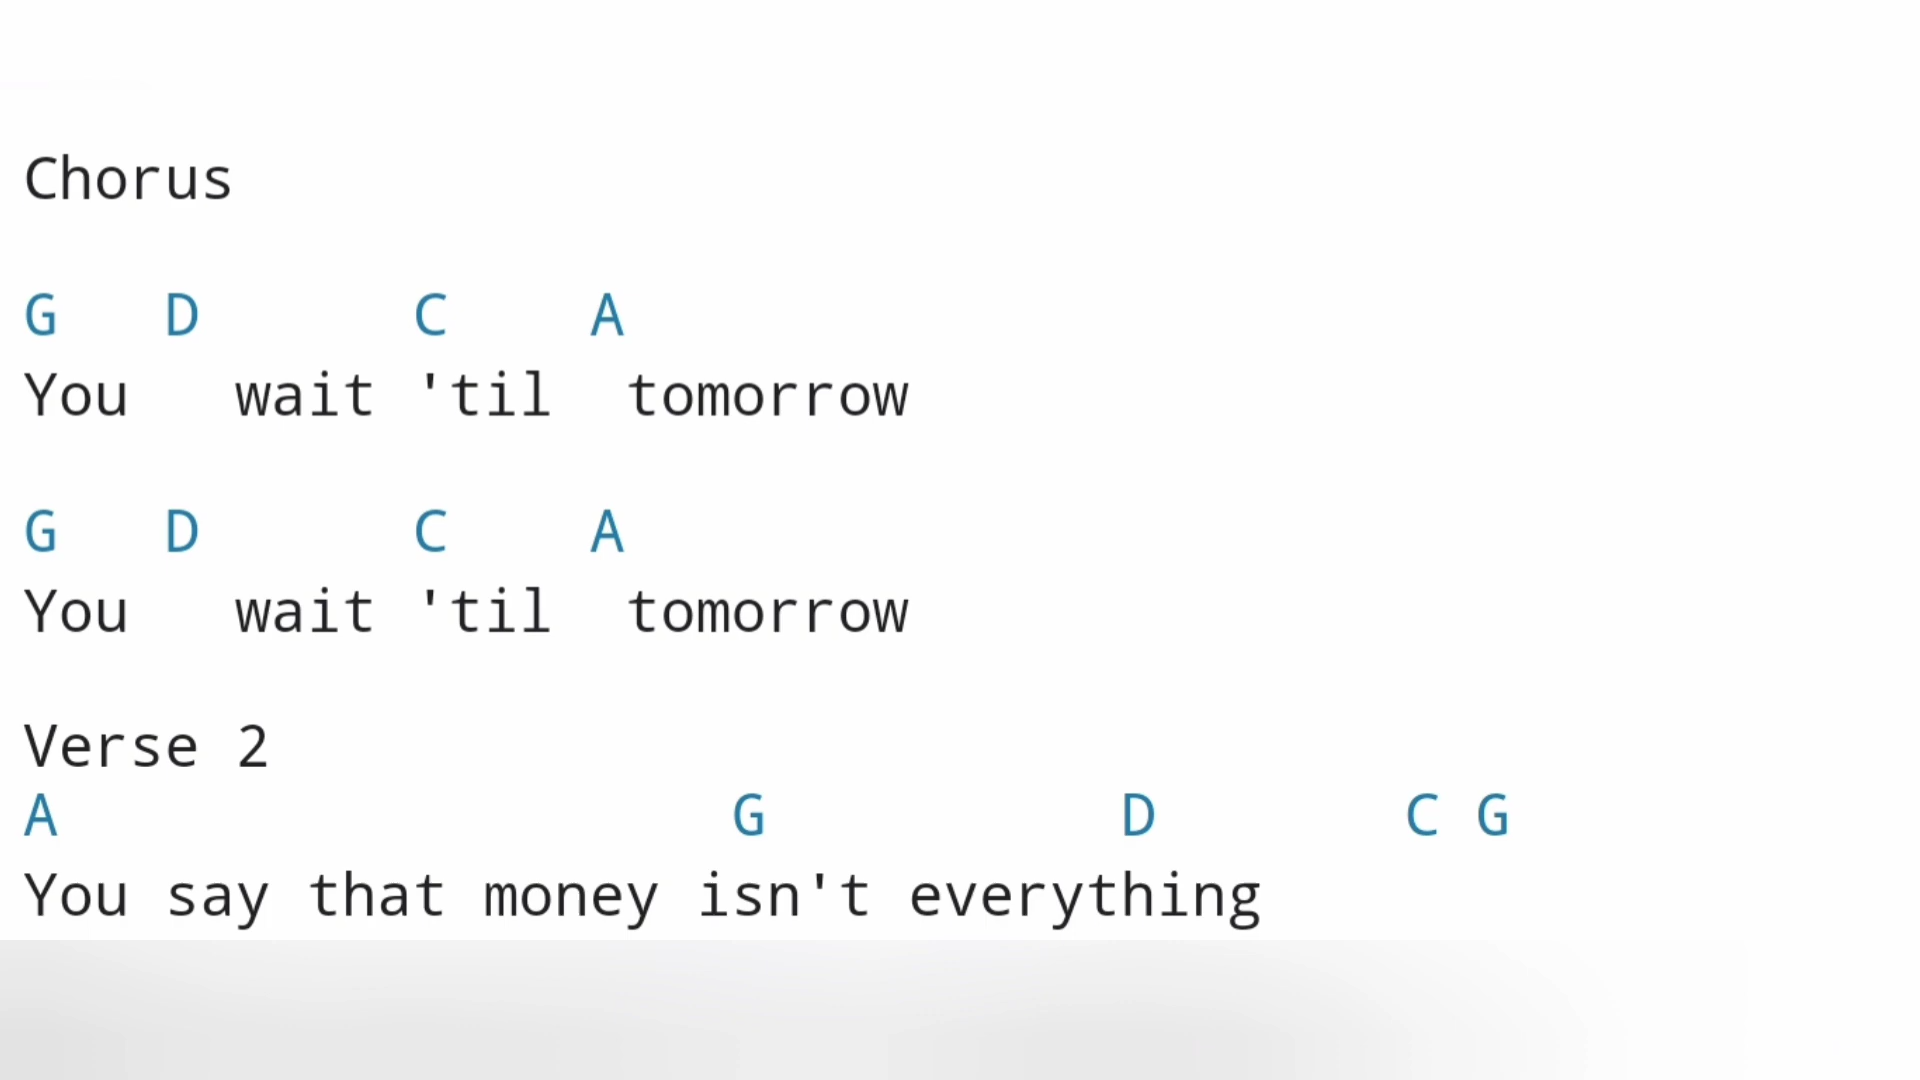 Chorus
G   D      C    A
You   wait 'til  tomorrow
G   D      C    A
You   wait 'til  tomorrow
Verse 2
A                   G          D       C G
You say that money isn't everything